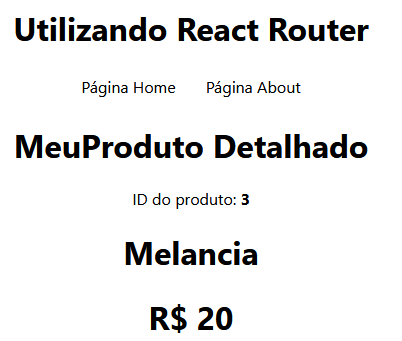 Utilizando React Router
Página Home Página About
MeuProduto Detalhado
ID do produto: 3
Melancia
R$ 20